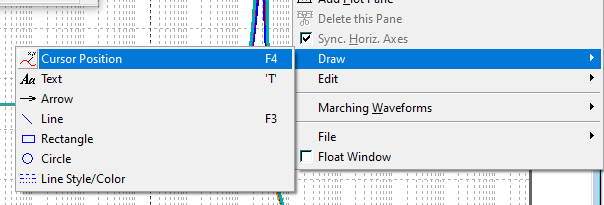 Add Plot Pane
Delete this Pane
Sync. Horiz. Axes
Draw
Edit
Marching Waveforms
File
Float Window
Cursor Position F4
Text 'T'
Arrow
Line F3
Rectangle
Circle
Line Style/Color